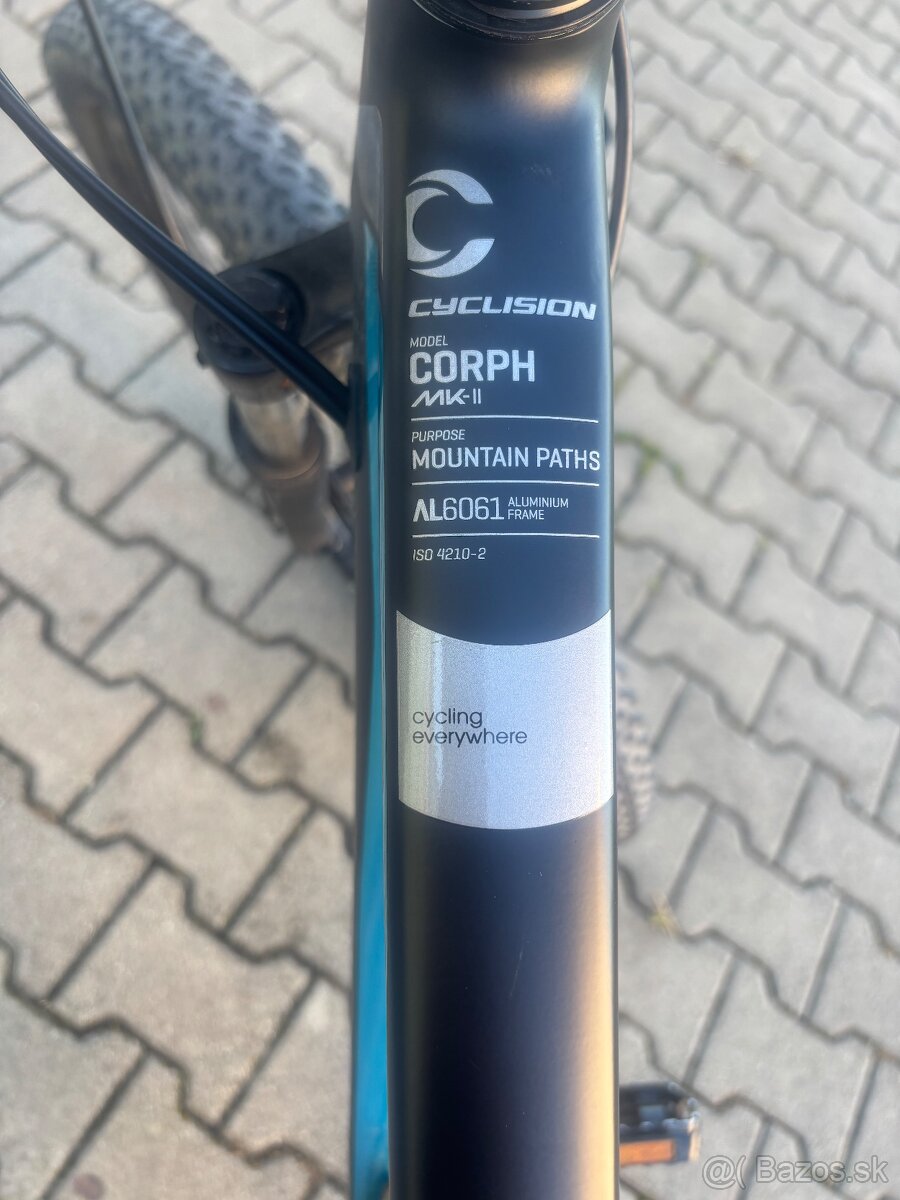 CYCLISION
MODEL
CORPH
MK-II
PURPOSE
MOUNTAIN PATHS
AL6061 ALUMINIUM
FRAME
ISO 4210-2
cycling
everywhere
@( Bazos.sk